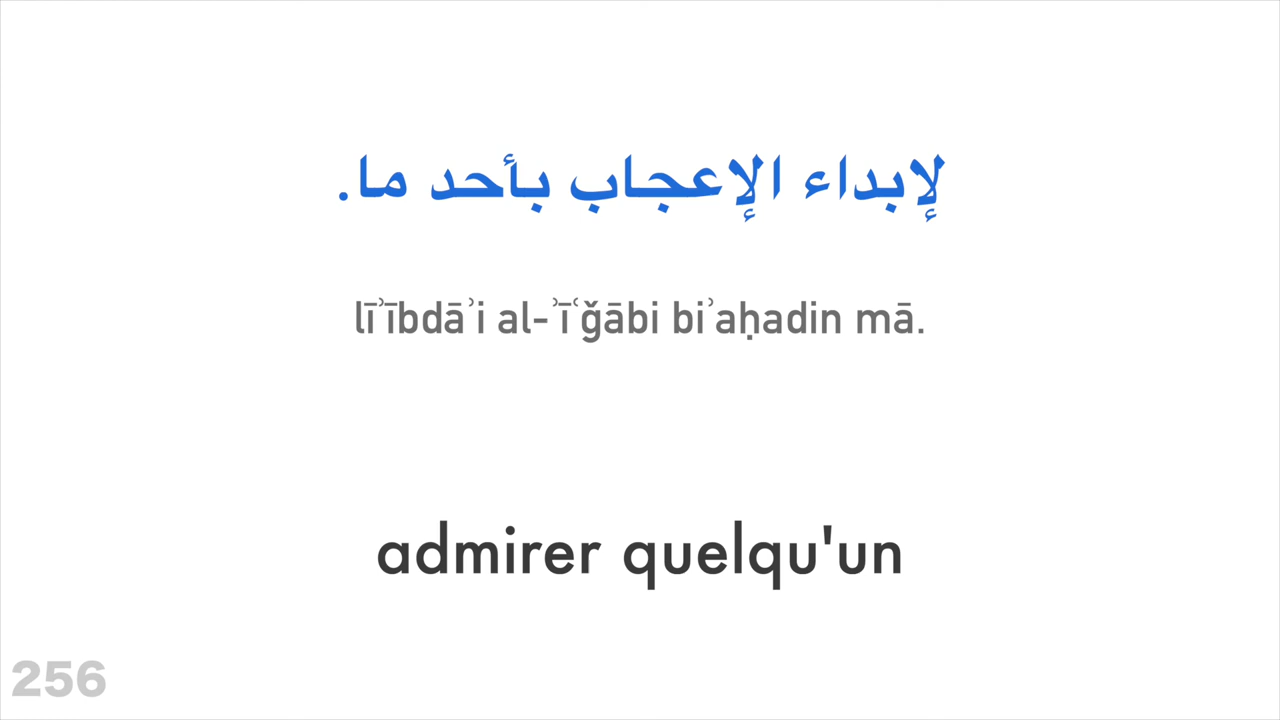 لإبداء الإعجاب بأحد ما.
līʾībdāʾi al-ʾīʿǧābi biʾaḥadin mā.
admirer quelqu'un
256